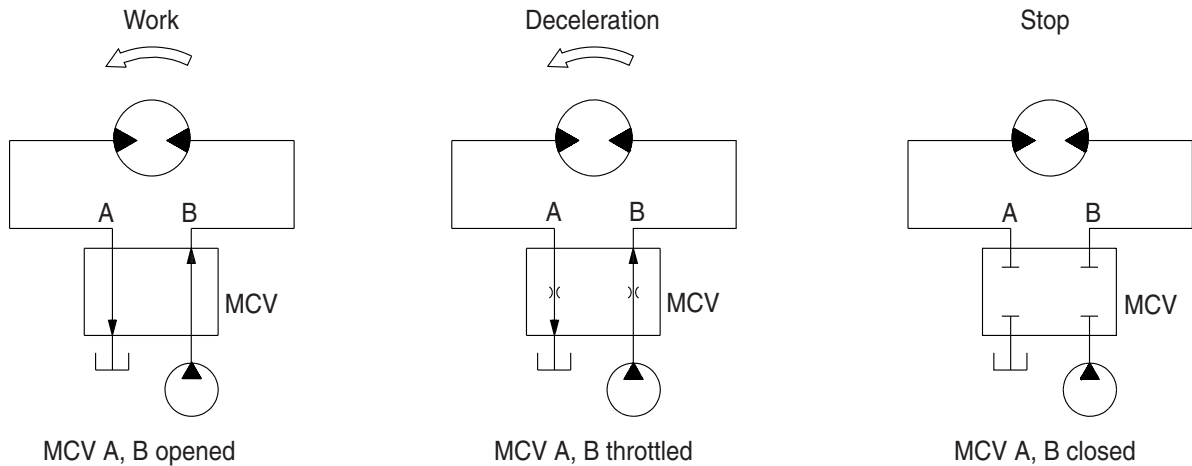 Work
Deceleration
Stop
A B
A B
A B
MCV
MCV
MCV
MCV A, B opened
MCV A, B throttled
MCV A, B closed